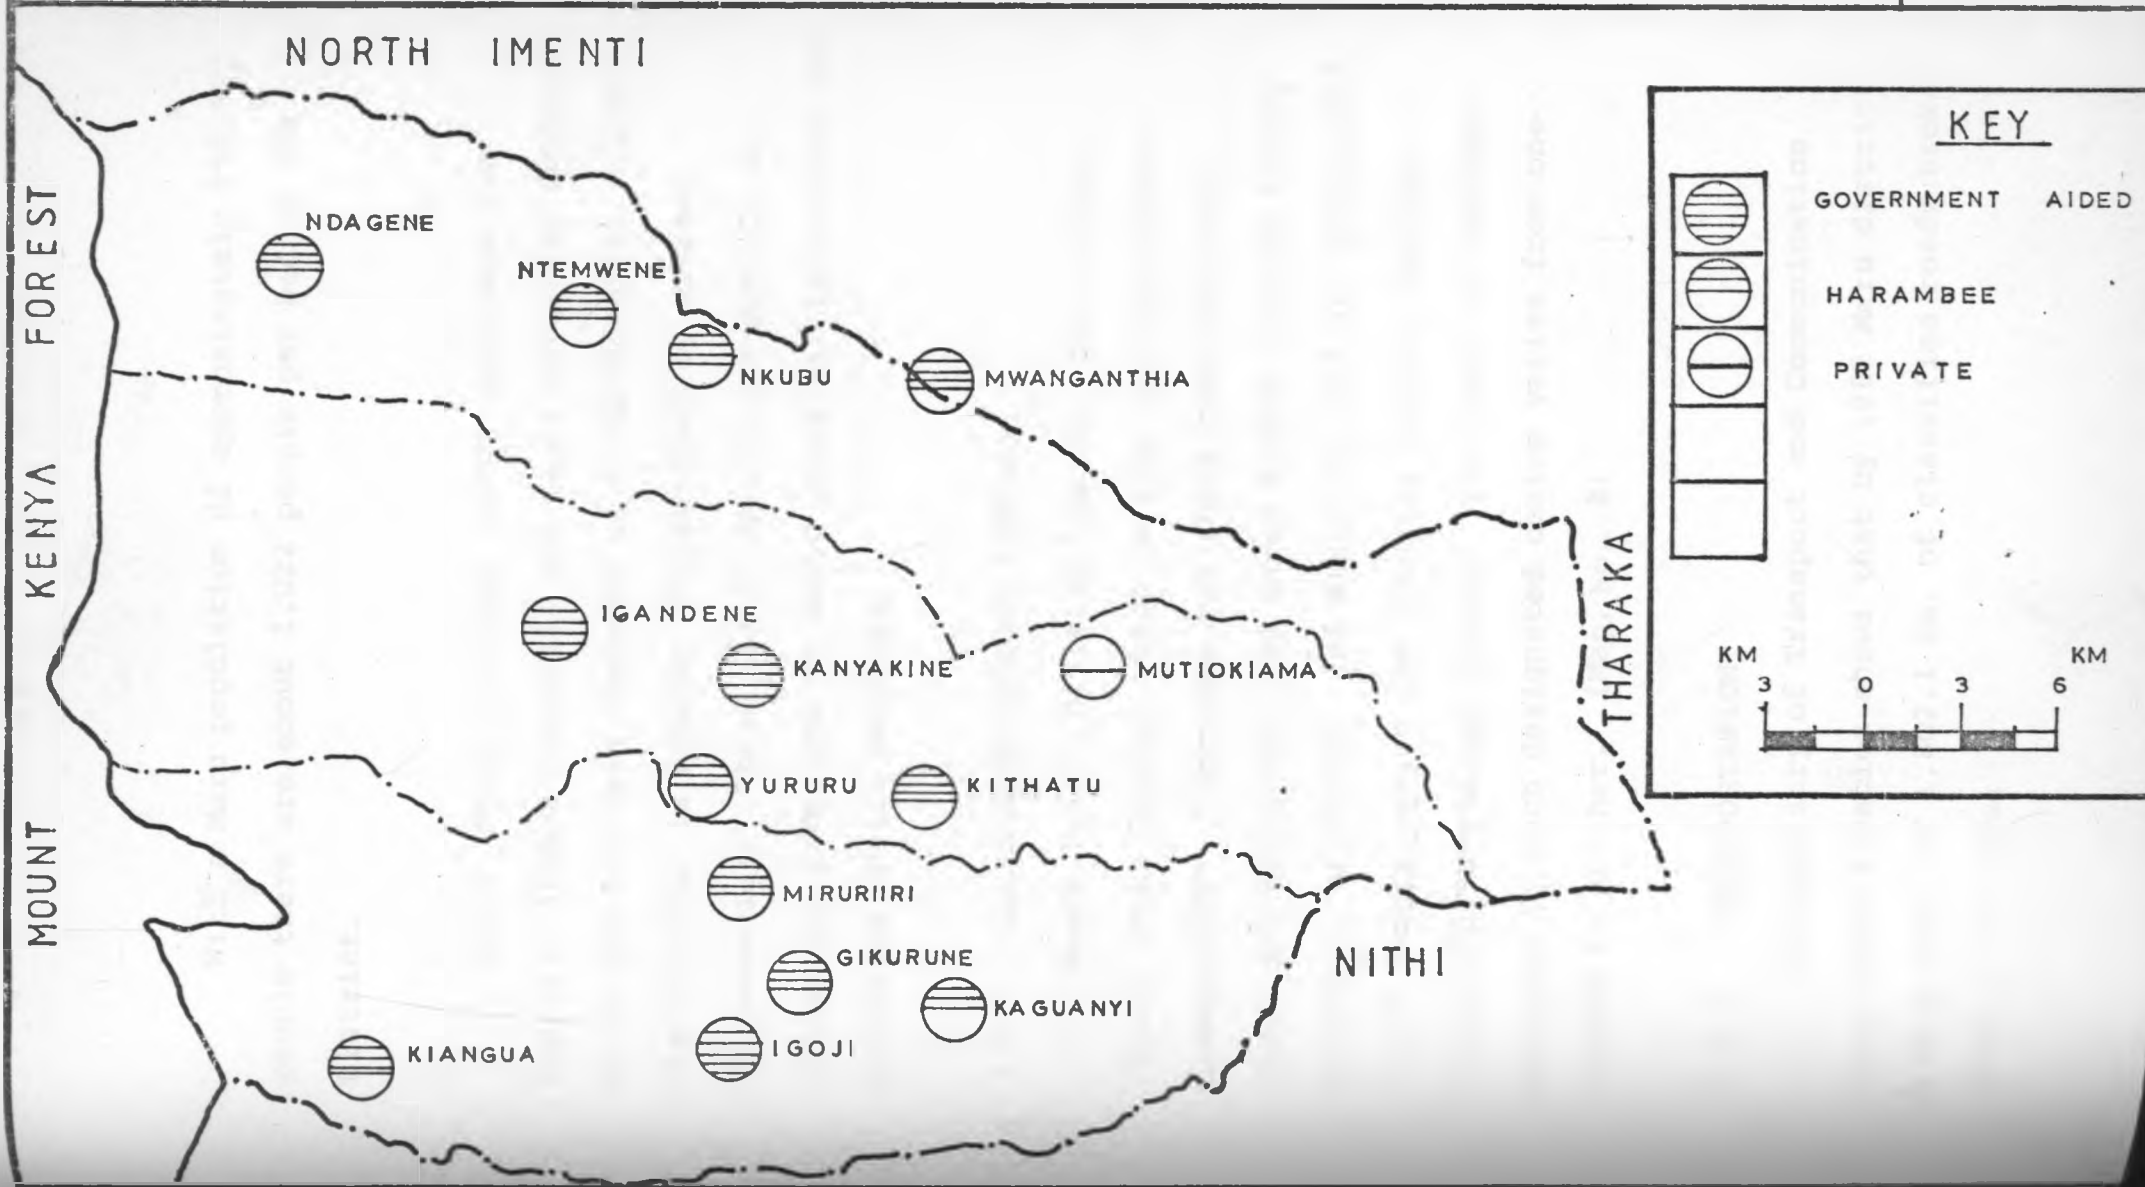 NORTH IMENTI
MOUNT KENYA FOREST
NDAGENE
NTEMWENE
NKUBU
MWANGANTHIA
IGANDENE
KANYAKINE
MUTIOKIAMA
YURURU
KITHATU
MIRURIIRI
GIKURUNE
KAGUANYI
KIANGUA
IGOJI
NITHI
THARAKA
KEY
GOVERNMENT AIDED
HARAMBEE
PRIVATE
KM KM
3 0 3 6